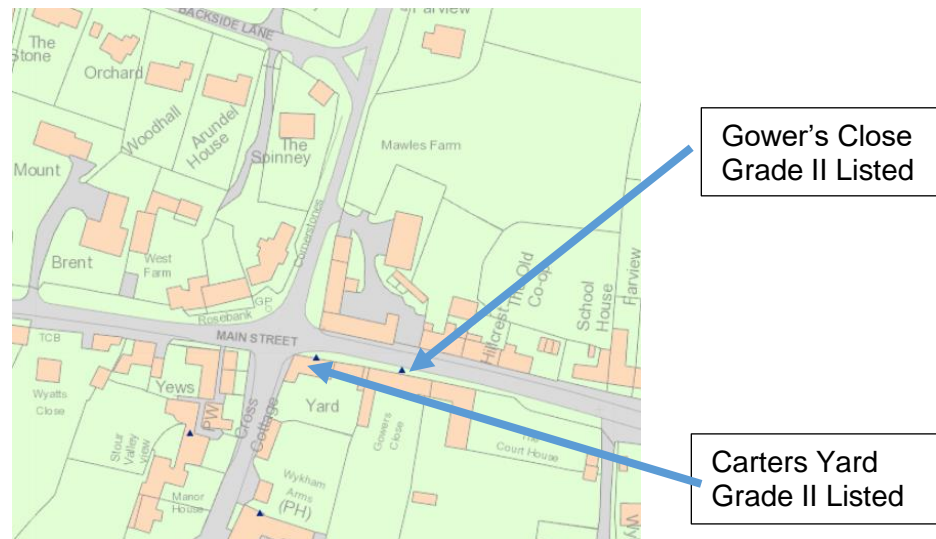 BACKSIDE LANE
Farview
The
Stone
Orchard
Woodhall
Arundel
House
The
Spinney
Mawles Farm
Mount
Cornerstones
Brent
West
Farm
GP
Rosebank
Hillcrest
The Old
Co-op
School
House
Farview
MAIN STREET
TCB
Yews
Wyatts
Close
PW
Cross
Cottage
Yard
Gowers
Close
The
Court House
Stour
Valley
view
Manor
House
Wykham
Arms
(PH)
Wy
Gower's Close
Grade II Listed
Carters Yard
Grade II Listed